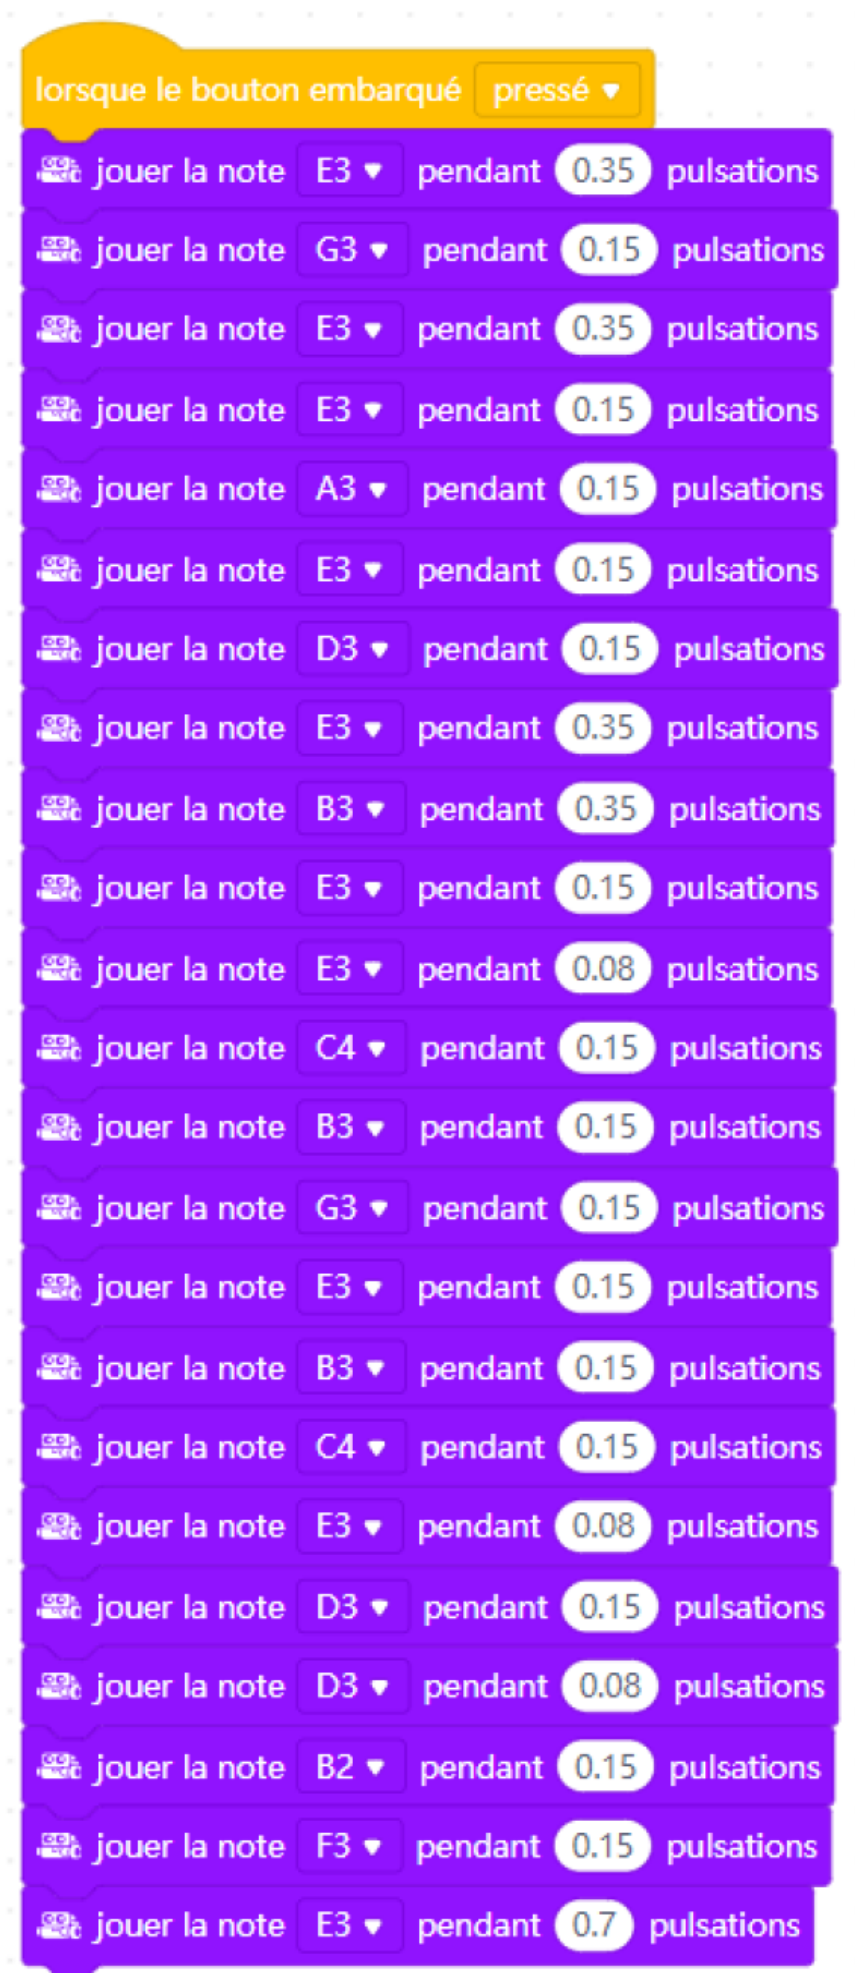 lorsque le bouton embarqué pressé
jouer la note E3 pendant 0.35 pulsations
jouer la note G3 pendant 0.15 pulsations
jouer la note E3 pendant 0.35 pulsations
jouer la note E3 pendant 0.15 pulsations
jouer la note A3 pendant 0.15 pulsations
jouer la note E3 pendant 0.15 pulsations
jouer la note D3 pendant 0.15 pulsations
jouer la note E3 pendant 0.35 pulsations
jouer la note B3 pendant 0.35 pulsations
jouer la note E3 pendant 0.15 pulsations
jouer la note E3 pendant 0.08 pulsations
jouer la note C4 pendant 0.15 pulsations
jouer la note B3 pendant 0.15 pulsations
jouer la note G3 pendant 0.15 pulsations
jouer la note E3 pendant 0.15 pulsations
jouer la note B3 pendant 0.15 pulsations
jouer la note C4 pendant 0.15 pulsations
jouer la note E3 pendant 0.08 pulsations
jouer la note D3 pendant 0.15 pulsations
jouer la note D3 pendant 0.08 pulsations
jouer la note B2 pendant 0.15 pulsations
jouer la note F3 pendant 0.15 pulsations
jouer la note E3 pendant 0.7 pulsations